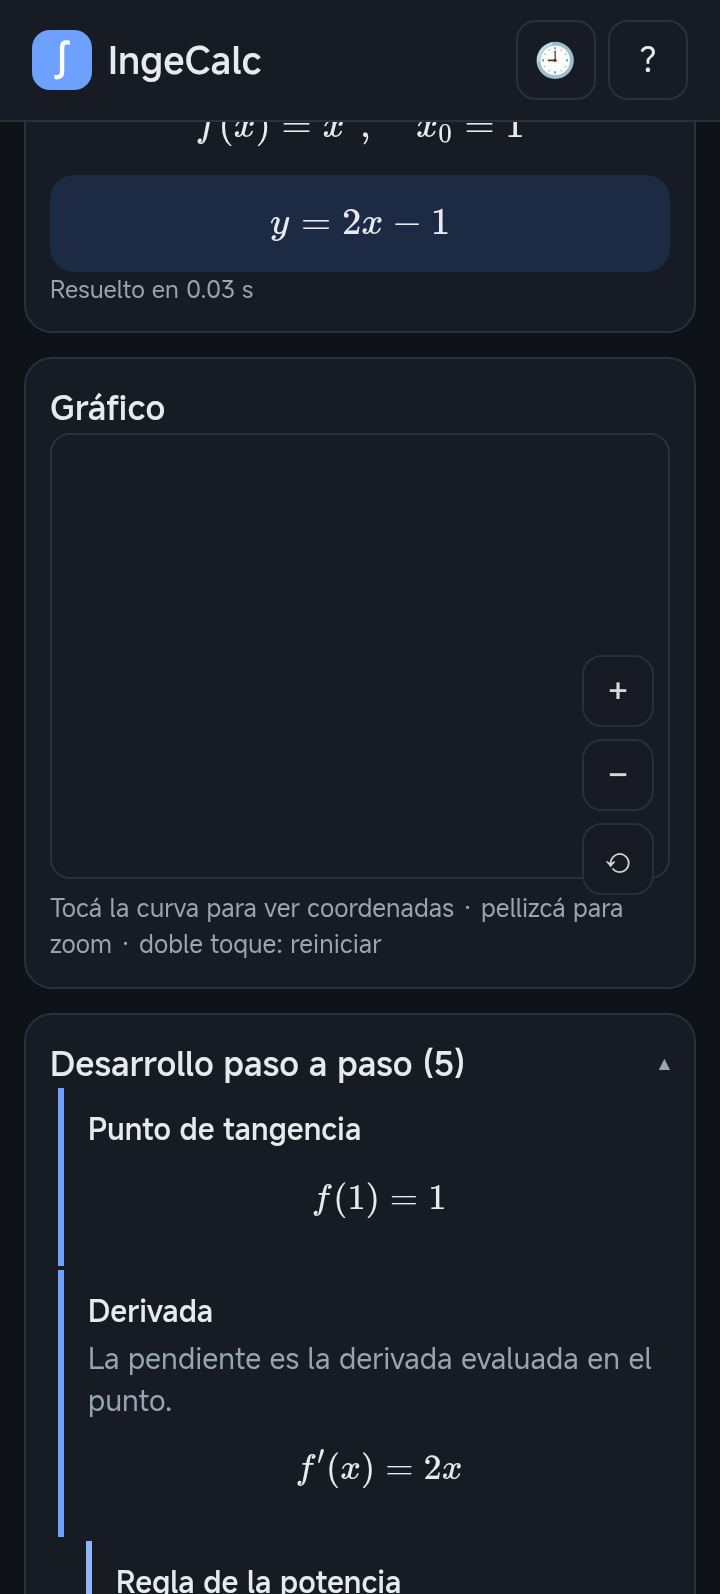 ∫ IngeCalc ?
f(x) = x , x₀ = 1
y = 2x − 1
Resuelto en 0.03 s
Gráfico
+
−
Tocá la curva para ver coordenadas · pellizcá para
zoom · doble toque: reiniciar
Desarrollo paso a paso (5)
Punto de tangencia
f(1) = 1
Derivada
La pendiente es la derivada evaluada en el
punto.
f′(x) = 2x
Regla de la potencia